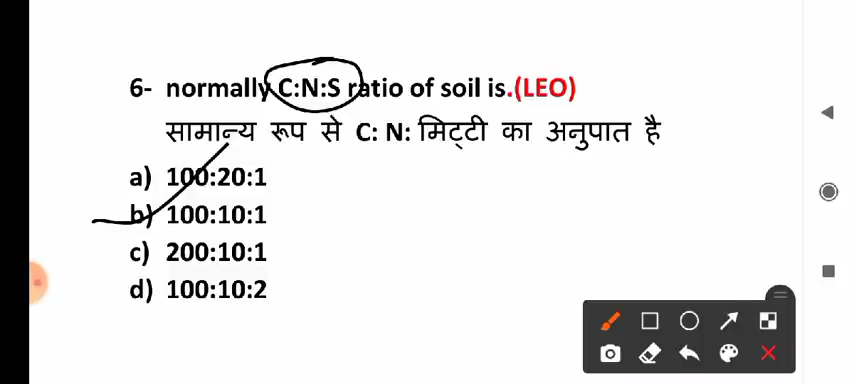 6- normally C:N:S ratio of soil is.(LEO)
सामान्य रूप से C: N: मिट्टी का अनुपात है
a) 100:20:1
b) 100:10:1
c) 200:10:1
d) 100:10:2